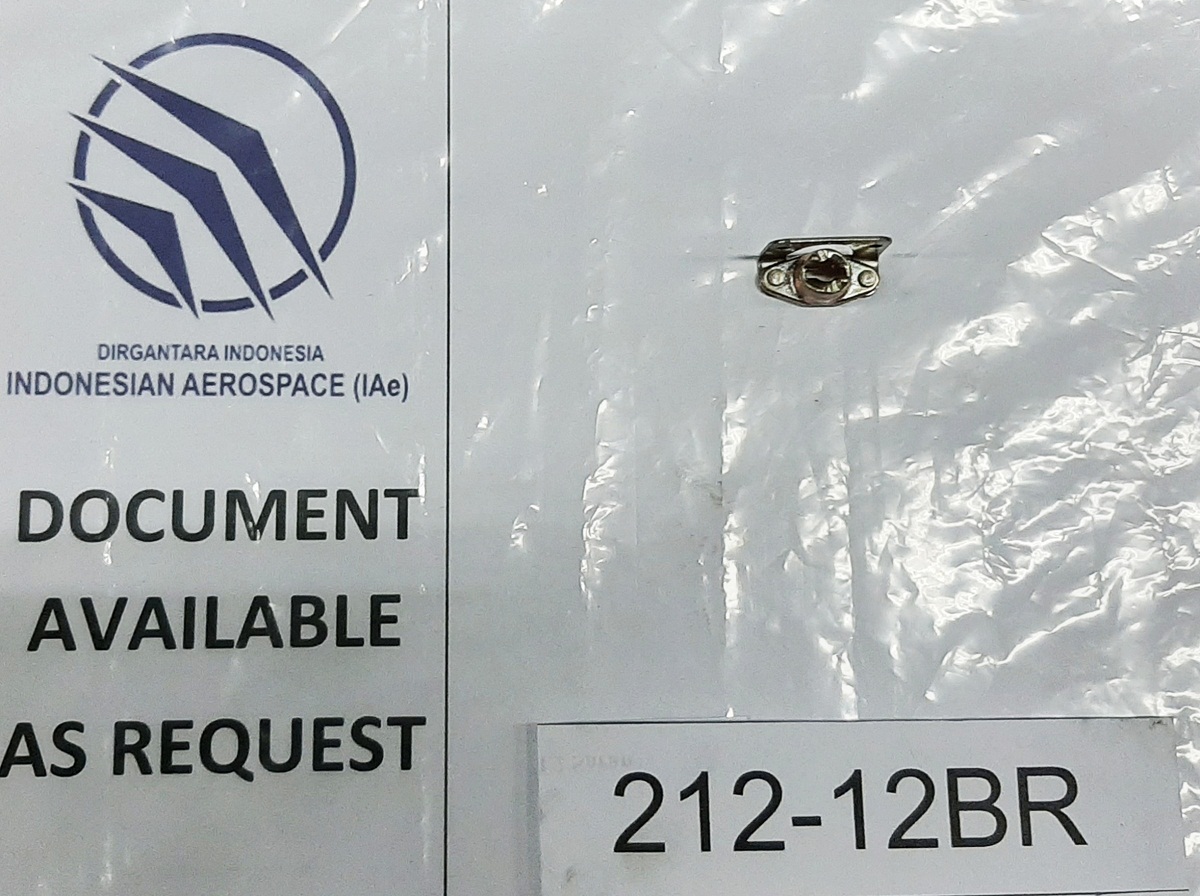 DIRGANTARA INDONESIA
INDONESIAN AEROSPACE (IAe)
DOCUMENT
AVAILABLE
AS REQUEST
212-12BR